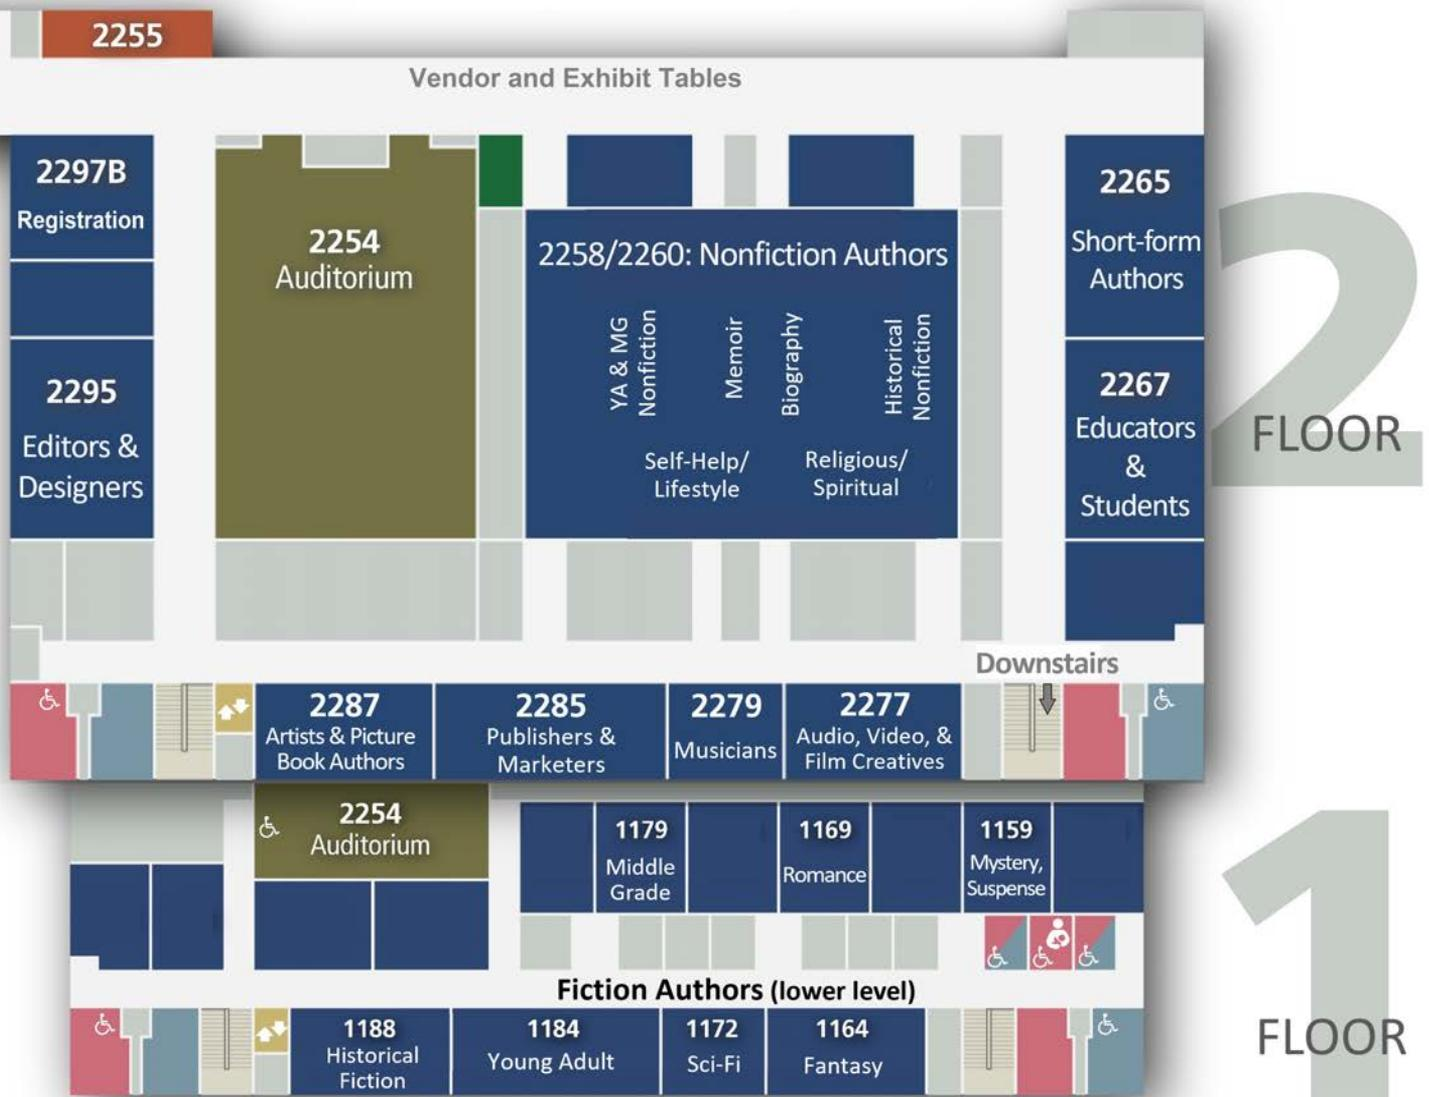 2255
Vendor and Exhibit Tables
2297B
Registration
2254
Auditorium
2258/2260: Nonfiction Authors
YA & MG
Nonfiction
Memoir
Biography
Historical
Nonfiction
Self-Help/
Lifestyle
Religious/
Spiritual
2265
Short-form
Authors
2295
Editors &
Designers
2267
Educators
&
Students
2
FLOOR
Downstairs
2287
Artists & Picture
Book Authors
2285
Publishers &
Marketers
2279
Musicians
2277
Audio, Video, &
Film Creatives
2254
Auditorium
1179
Middle
Grade
1169
Romance
1159
Mystery,
Suspense
Fiction Authors (lower level)
1188
Historical
Fiction
1184
Young Adult
1172
Sci-Fi
1164
Fantasy
1
FLOOR